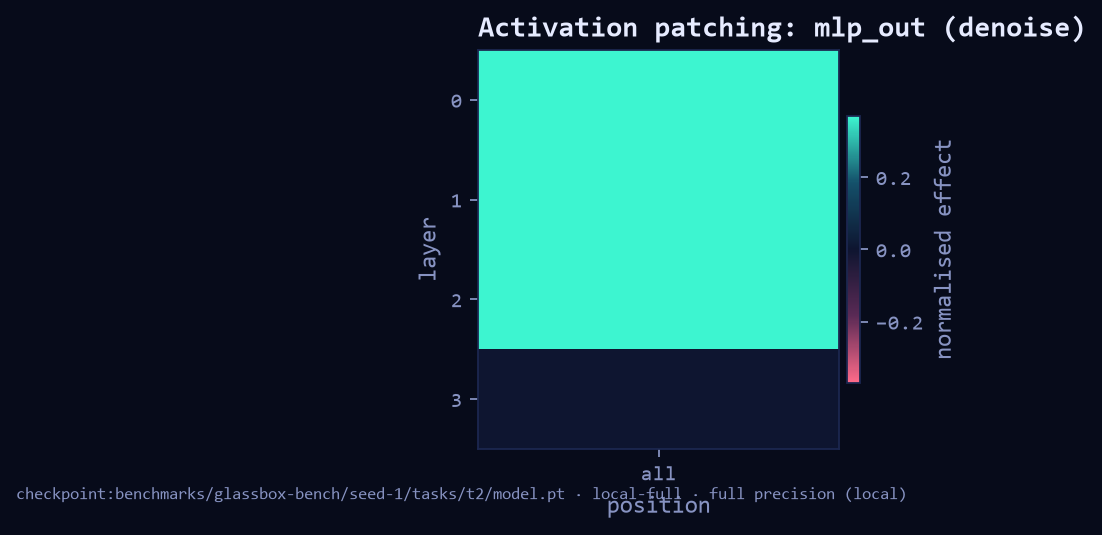 Activation patching: mlp_out (denoise)
0
1
2
3
layer
all
position
0.2
0.0
−0.2
normalised effect
checkpoint:benchmarks/glassbox-bench/seed-1/tasks/t2/model.pt · local-full · full precision (local)